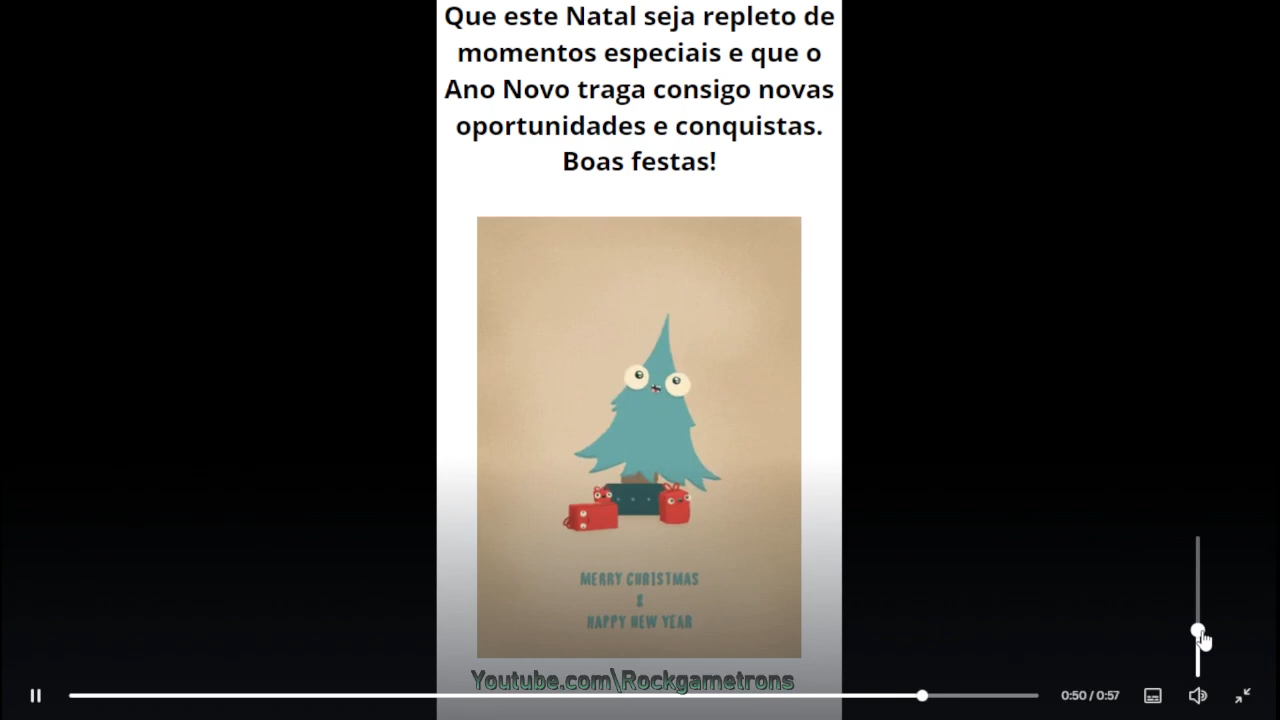 Que este Natal seja repleto de
momentos especiais e que o
Ano Novo traga consigo novas
oportunidades e conquistas.
Boas festas!
MERRY CHRISTMAS
&
HAPPY NEW YEAR
Youtube.com\Rockgametrons
0:50 / 0:57